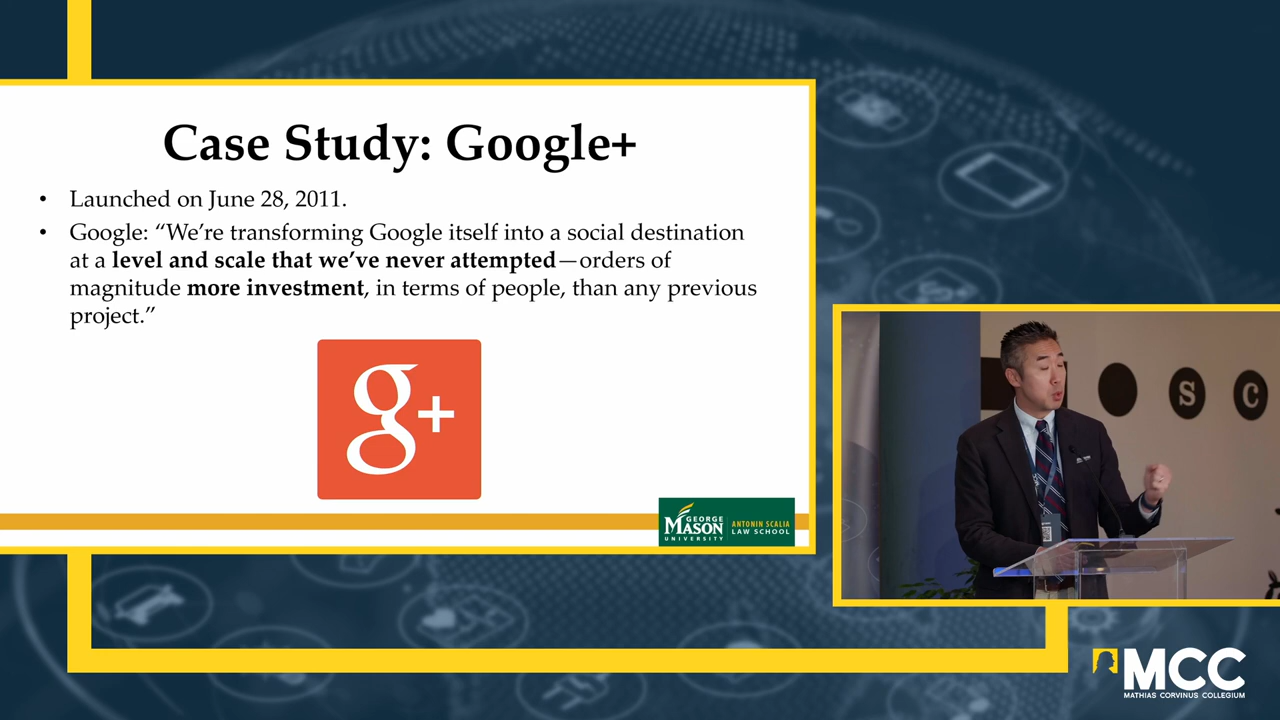 Case Study: Google+
• Launched on June 28, 2011.
• Google: “We’re transforming Google itself into a social destination
at a level and scale that we’ve never attempted—orders of
magnitude more investment, in terms of people, than any previous
project.”
g+
GEORGE
MASON
UNIVERSITY
ANTONIN SCALIA
LAW SCHOOL
S
C
MCC
MATHIAS CORVINUS COLLEGIUM